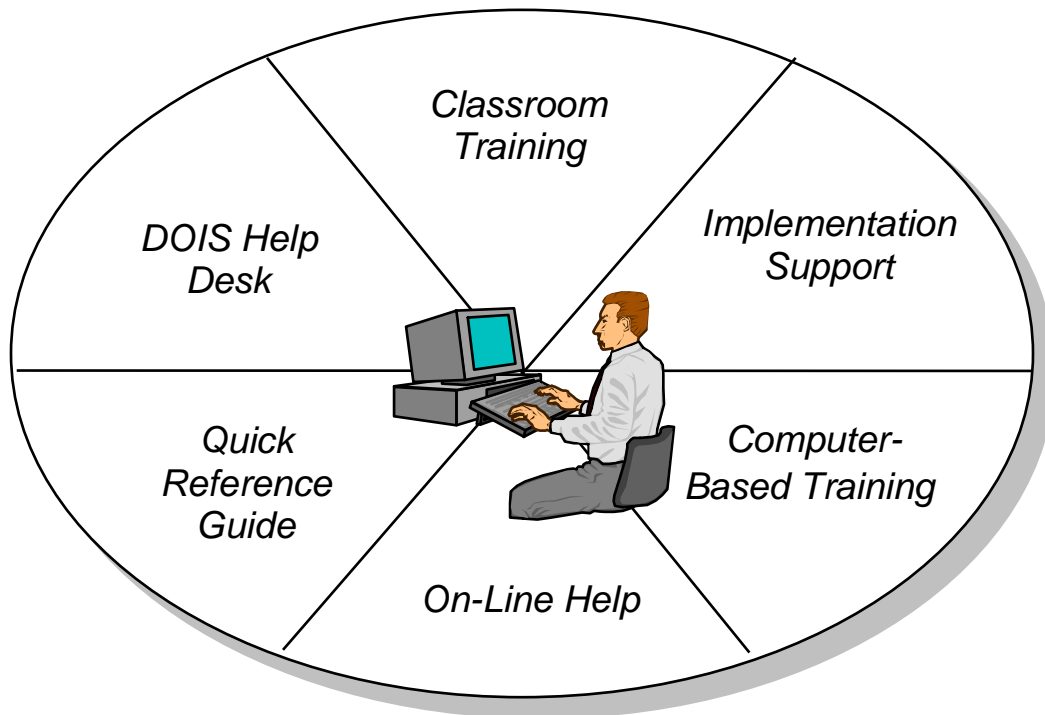 Classroom
Training
Implementation
Support
Computer-
Based Training
On-Line Help
Quick
Reference
Guide
DOIS Help
Desk